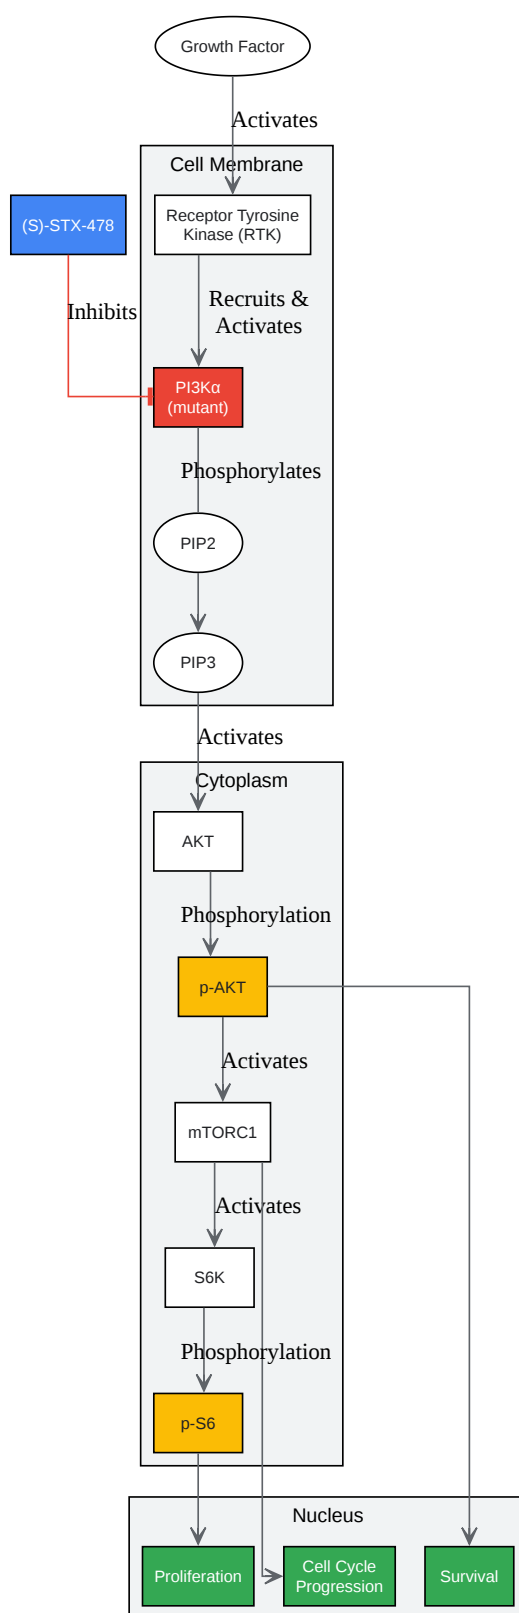 Growth Factor
Activates
Cell Membrane
(S)-STX-478
Receptor Tyrosine
Kinase (RTK)
Inhibits
Recruits &
Activates
PI3Kα
(mutant)
Phosphorylates
PIP2
PIP3
Activates
Cytoplasm
AKT
Phosphorylation
p-AKT
Activates
mTORC1
Activates
S6K
Phosphorylation
p-S6
Nucleus
Proliferation
Cell Cycle
Progression
Survival